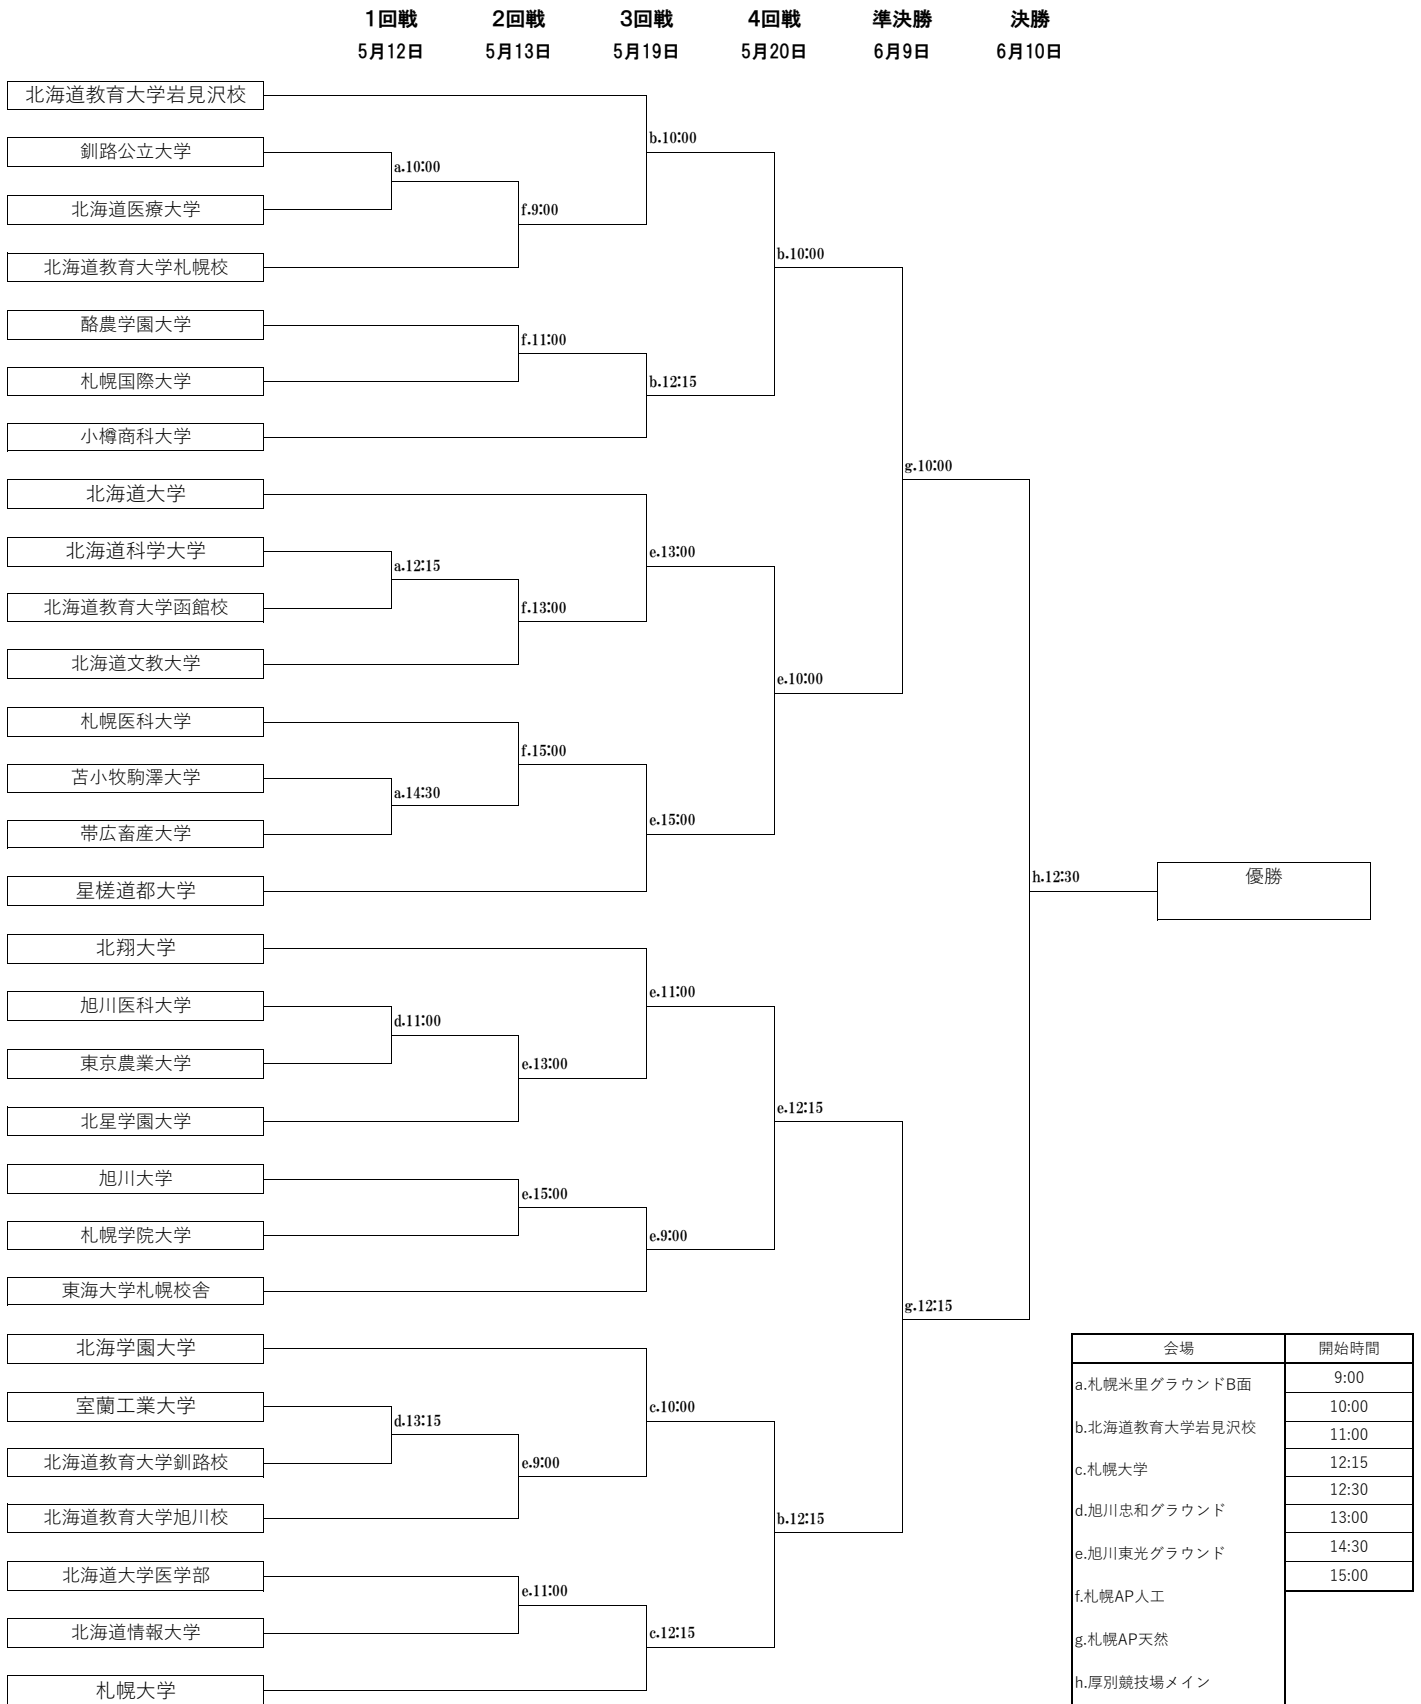 1回戦 2回戦 3回戦 4回戦 準決勝 決勝
5月12日 5月13日 5月19日 5月20日 6月9日 6月10日
北海道教育大学岩見沢校
b.10:00
釧路公立大学
a.10:00
北海道医療大学
f.9:00
b.10:00
北海道教育大学札幌校
酪農学園大学
f.11:00
札幌国際大学
b.12:15
小樽商科大学
g.10:00
北海道大学
北海道科学大学
e.13:00
a.12:15
北海道教育大学函館校
f.13:00
北海道文教大学
e.10:00
札幌医科大学
f.15:00
苫小牧駒澤大学
a.14:30
e.15:00
帯広畜産大学
星槎道都大学
h.12:30
優勝
北翔大学
e.11:00
旭川医科大学
d.11:00
東京農業大学
e.13:00
e.12:15
北星学園大学
旭川大学
e.15:00
札幌学院大学
e.9:00
東海大学札幌校舎
g.12:15
北海学園大学
室蘭工業大学
c.10:00
d.13:15
北海道教育大学釧路校
e.9:00
北海道教育大学旭川校
b.12:15
北海道大学医学部
e.11:00
北海道情報大学
c.12:15
札幌大学
会場 開始時間
a.札幌米里グラウンドB面
b.北海道教育大学岩見沢校
c.札幌大学
d.旭川忠和グラウンド
e.旭川東光グラウンド
f.札幌AP人工
g.札幌AP天然
h.厚別競技場メイン
9:00
10:00
11:00
12:15
12:30
13:00
14:30
15:00